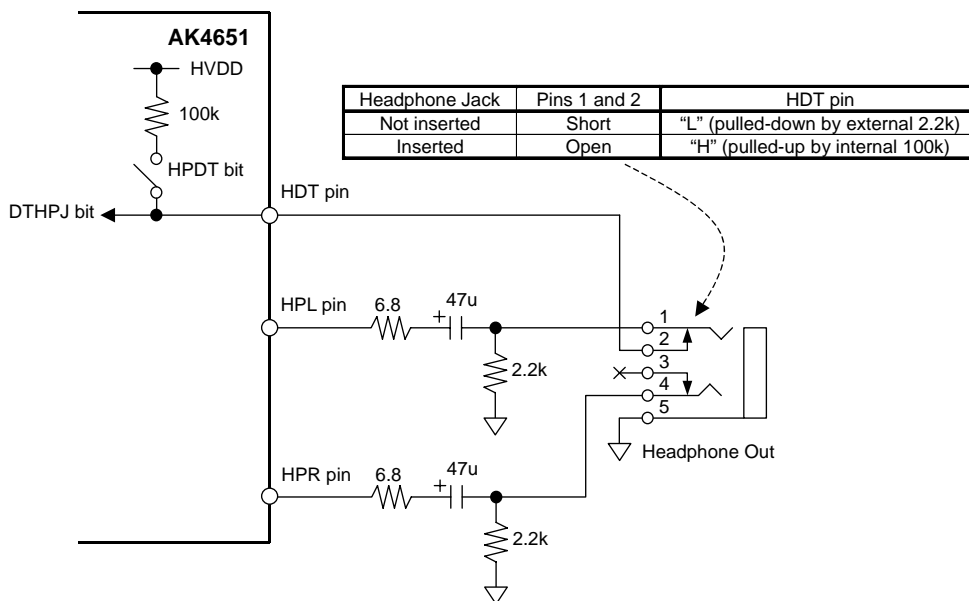 AK4651
HVDD
100k
HPDT bit
DTHPJ bit
HDT pin
Headphone Jack Pins 1 and 2 HDT pin
Not inserted Short “L” (pulled-down by external 2.2k)
Inserted Open “H” (pulled-up by internal 100k)
HPL pin
6.8
+
47u
2.2k
1
2
3
4
5
Headphone Out
HPR pin
6.8
+
47u
2.2k